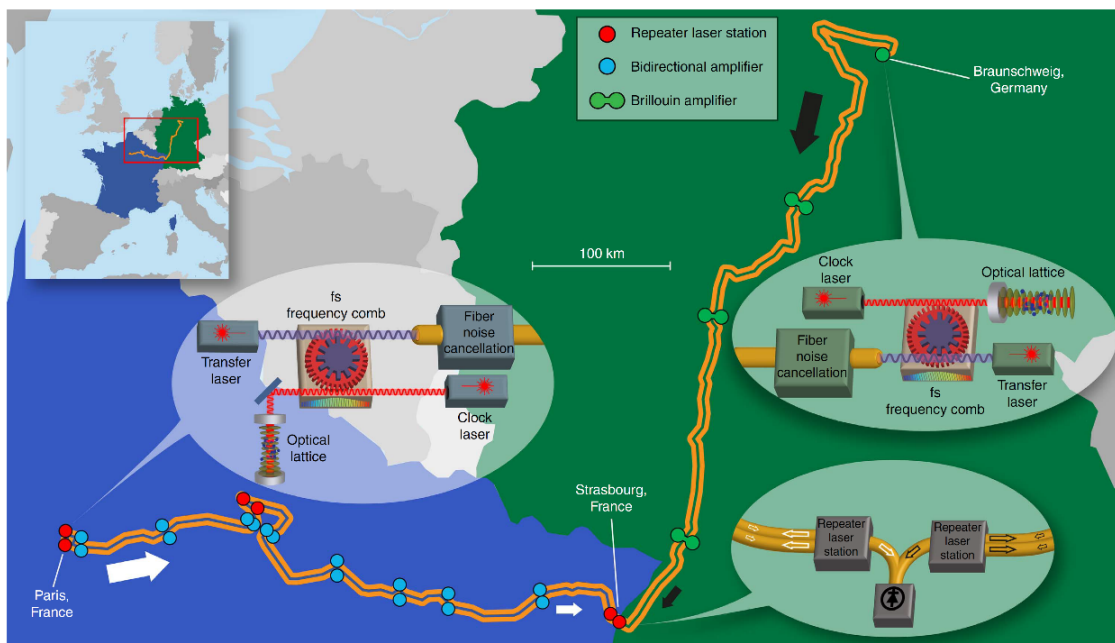 Repeater laser station
Bidirectional amplifier
Brillouin amplifier
Braunschweig,
Germany
100 km
fs
frequency comb
Transfer
laser
Fiber
noise
cancellation
Clock
laser
Optical
lattice
Clock
laser
Optical lattice
Fiber
noise
cancellation
fs
frequency comb
Transfer
laser
Strasbourg,
France
Repeater
laser
station
Repeater
laser
station
Paris,
France